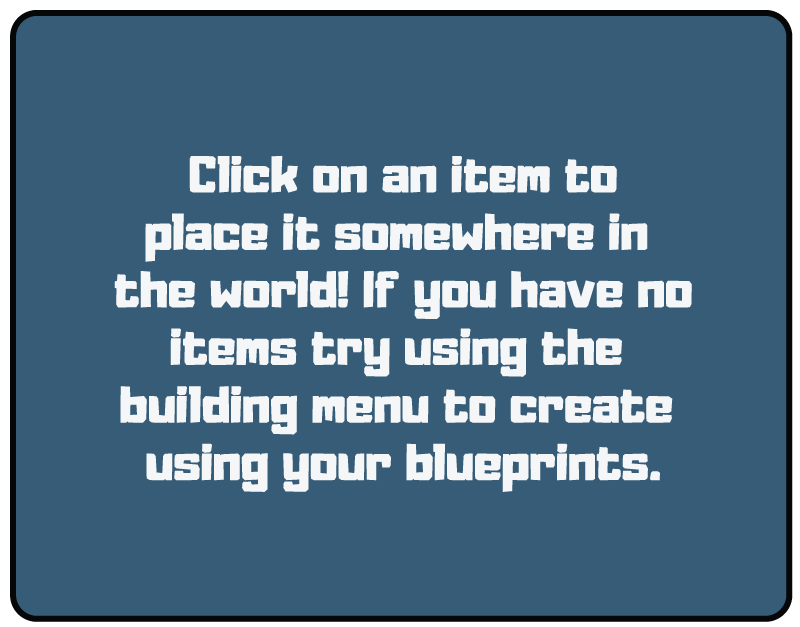 Click on an item to
place it somewhere in
the world! If you have no
items try using the
building menu to create
using your blueprints.